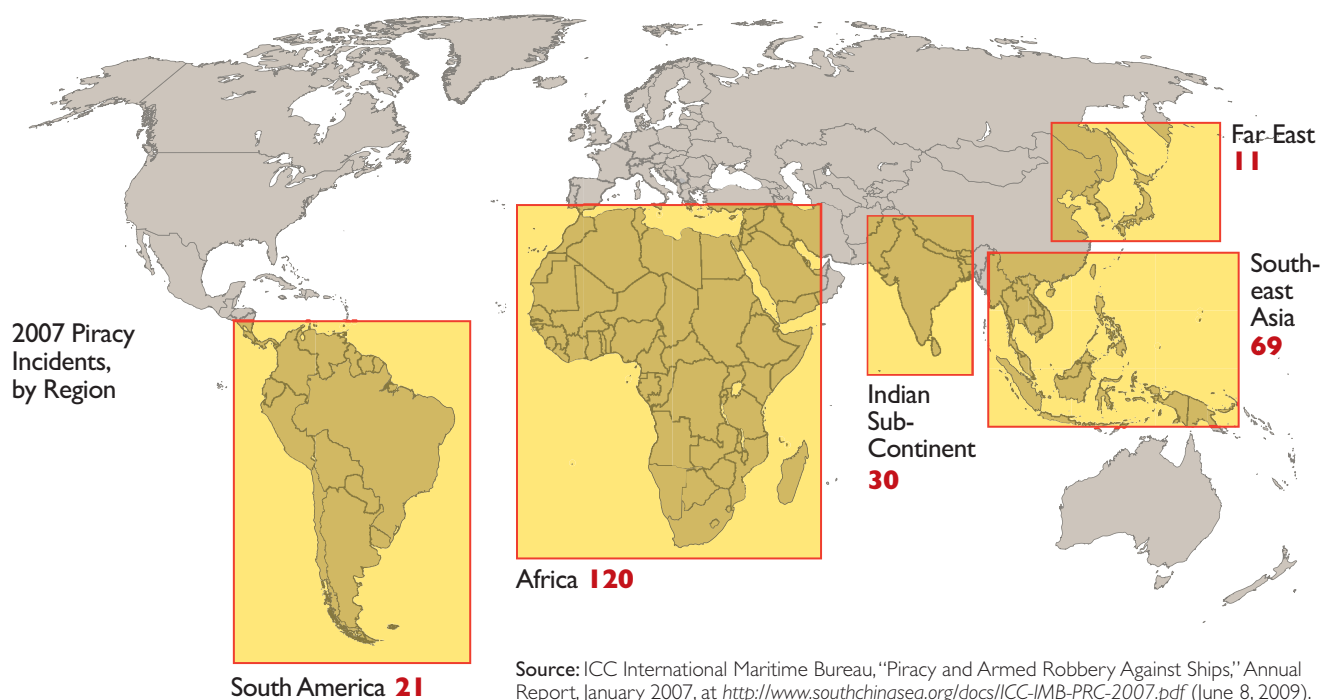 2007 Piracy
Incidents,
by Region
Far East
11
South-
east
Asia
69
Indian
Sub-
Continent
30
Africa 120
South America 21
Source: ICC International Maritime Bureau, “Piracy and Armed Robbery Against Ships,” Annual
Report, January 2007, at http://www.southchinasea.org/docs/ICC-IMB-PRC-2007.pdf (June 8, 2009).